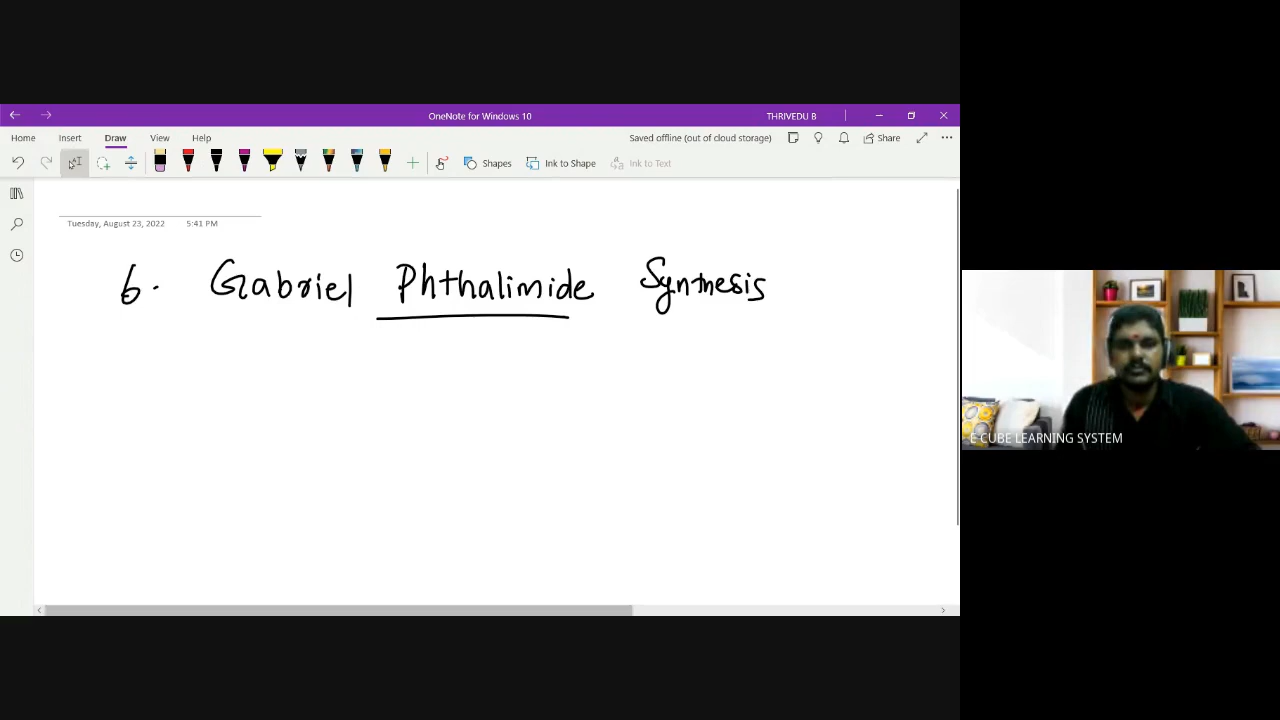 OneNote for Windows 10
THRIVEDU B
Home Insert Draw View Help
Saved offline (out of cloud storage)
Share
Shapes
Ink to Shape
Ink to Text
Tuesday, August 23, 2022 5:41 PM
6. Gabriel Phthalimide Synthesis
E CUBE LEARNING SYSTEM